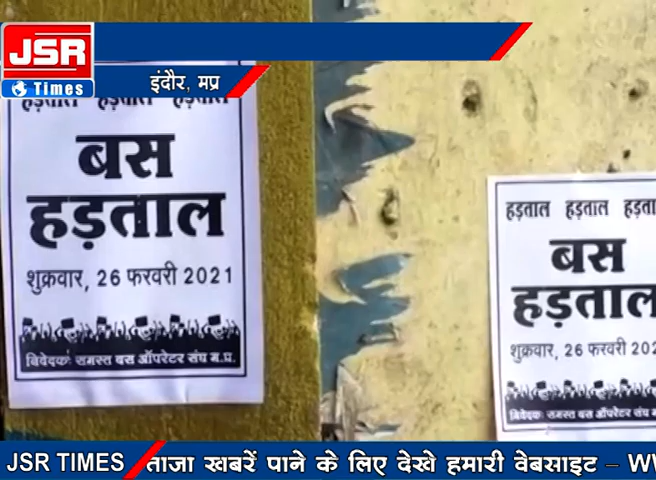 JSR
Times
इंदौर, मप्र
हड़ताल हड़ताल हड़ताल
बस
हड़ताल
शुक्रवार, 26 फरवरी 2021
निवेदकः समस्त बस ऑपरेटर संघ म.प्र.
हड़ताल हड़ताल हड़ता
बस
हड़ताल
शुक्रवार, 26 फरवरी 202
निवेदकः समस्त बस ऑपरेटर संघ म
JSR TIMES ताजा खबरें पाने के लिए देखे हमारी वेबसाइट – WW